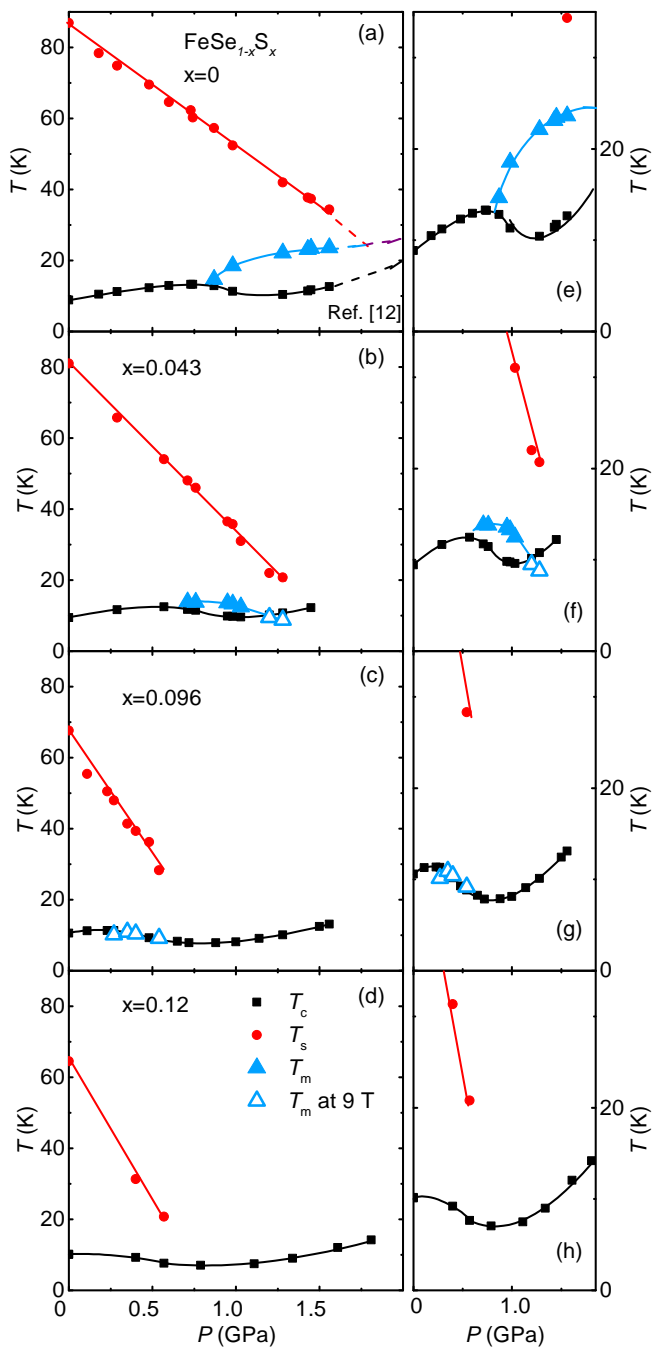 (a)
FeSe1-xSx
x=0
80
60
40
20
0
T (K)
Ref. [12]
(e)
20
0
T (K)
(b)
x=0.043
80
60
40
20
0
T (K)
(f)
20
0
T (K)
(c)
x=0.096
80
60
40
20
0
T (K)
(g)
20
0
T (K)
(d)
x=0.12
Tc
Ts
Tm
Tm at 9 T
80
60
40
20
0
T (K)
(h)
20
0
T (K)
0 0.5 1.0 1.5
P (GPa)
0 1.0
P (GPa)